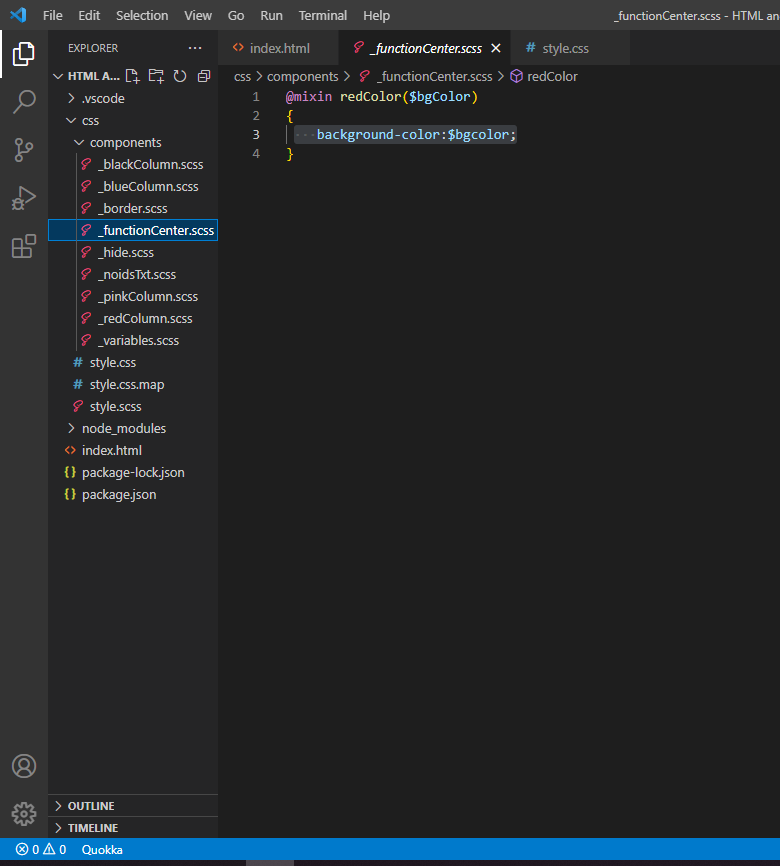 File Edit Selection View Go Run Terminal Help _functionCenter.scss - HTML an
EXPLORER ···
index.html _functionCenter.scss style.css
HTML A...
css > components > _functionCenter.scss > redColor
.vscode
css
components
_blackColumn.scss
_blueColumn.scss
_border.scss
_functionCenter.scss
_hide.scss
_noidsTxt.scss
_pinkColumn.scss
_redColumn.scss
_variables.scss
style.css
style.css.map
style.scss
node_modules
index.html
package-lock.json
package.json
1 @mixin redColor($bgColor)
2 {
3 background-color:$bgcolor;
4 }
OUTLINE
TIMELINE
0 0 Quokka